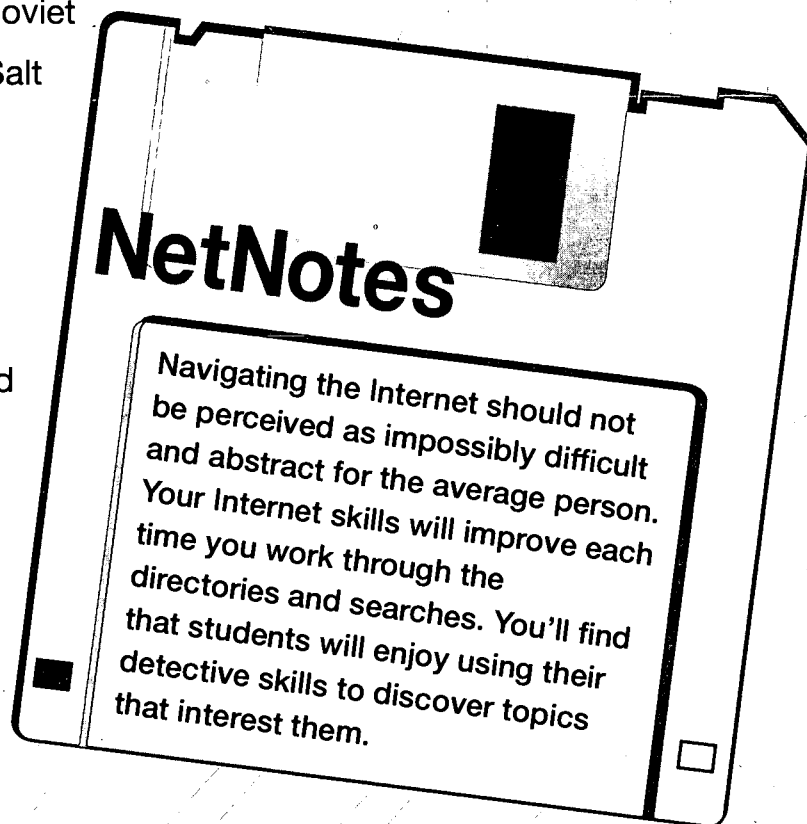 oviet
Salt
d
NetNotes
Navigating the Internet should not
be perceived as impossibly difficult
and abstract for the average person.
Your Internet skills will improve each
time you work through the
directories and searches. You'll find
that students will enjoy using their
detective skills to discover topics
that interest them.